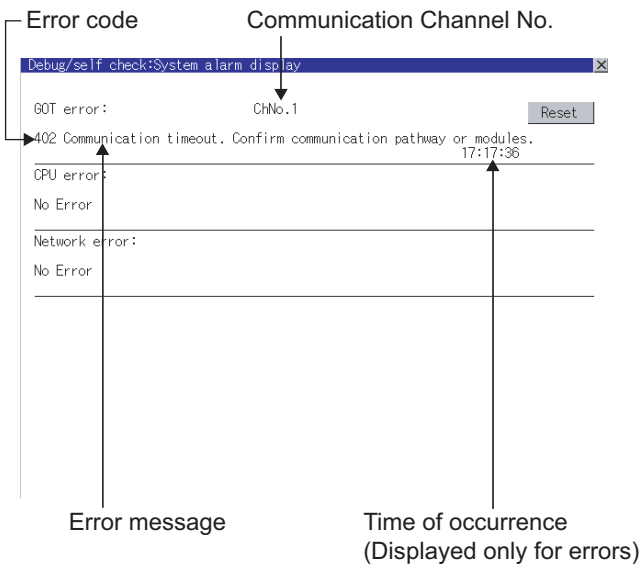 Error code
Communication Channel No.
Debug/self check:System alarm display
GOT error: ChNo.1 Reset
402 Communication timeout. Confirm communication pathway or modules.
17:17:36
CPU error:
No Error
Network error:
No Error
Error message
Time of occurrence
(Displayed only for errors)